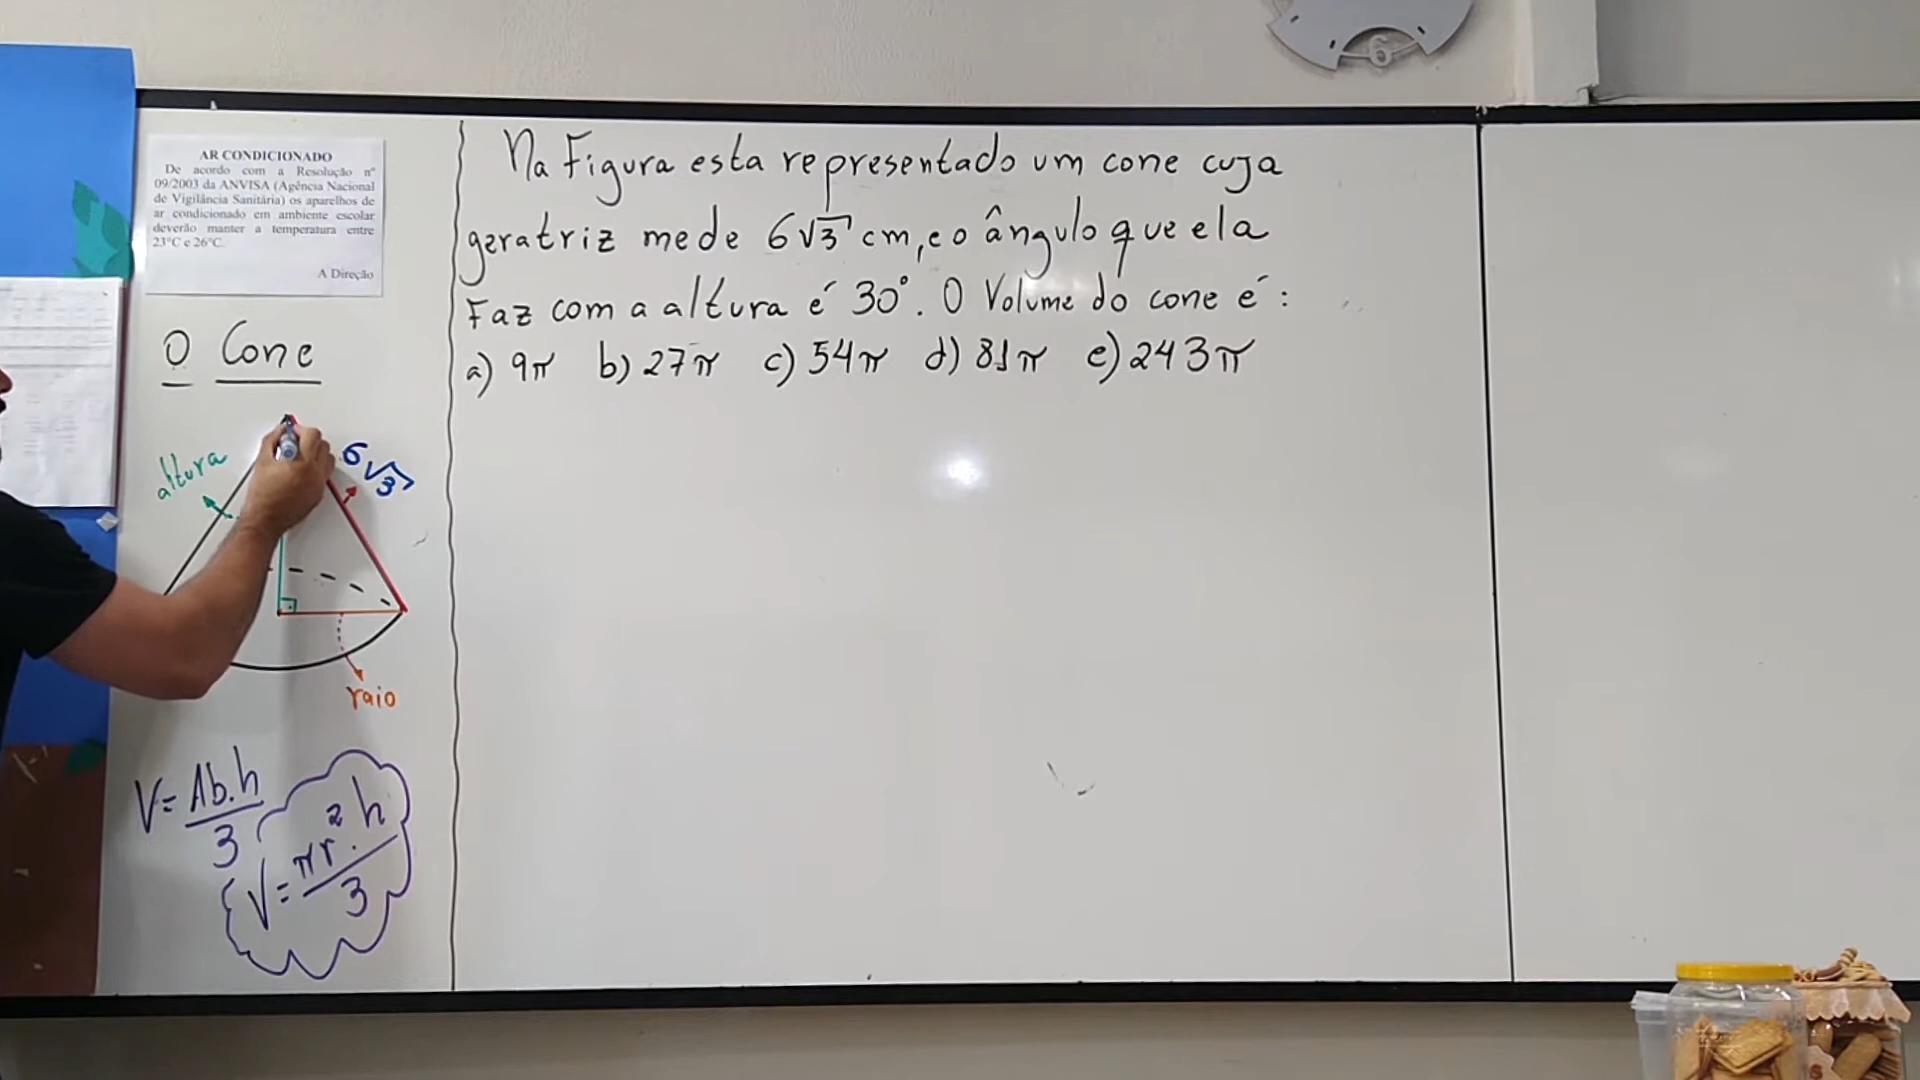 AR CONDICIONADO
De acordo com a Resolução nº
09/2003 da ANVISA (Agência Nacional
de Vigilância Sanitária) os aparelhos de
ar condicionado em ambiente escolar
deverão manter a temperatura entre
23°C e 26°C.
A Direção
O Cone
altura
6√3
raio
V=Ab.h/3
V=πr².h/3
Na Figura esta representado um cone cuja
geratriz mede 6√3 cm, e o ângulo que ela
Faz com a altura é 30°. O Volume do cone é:
a) 9π b) 27π c) 54π d) 81π e) 243π
6